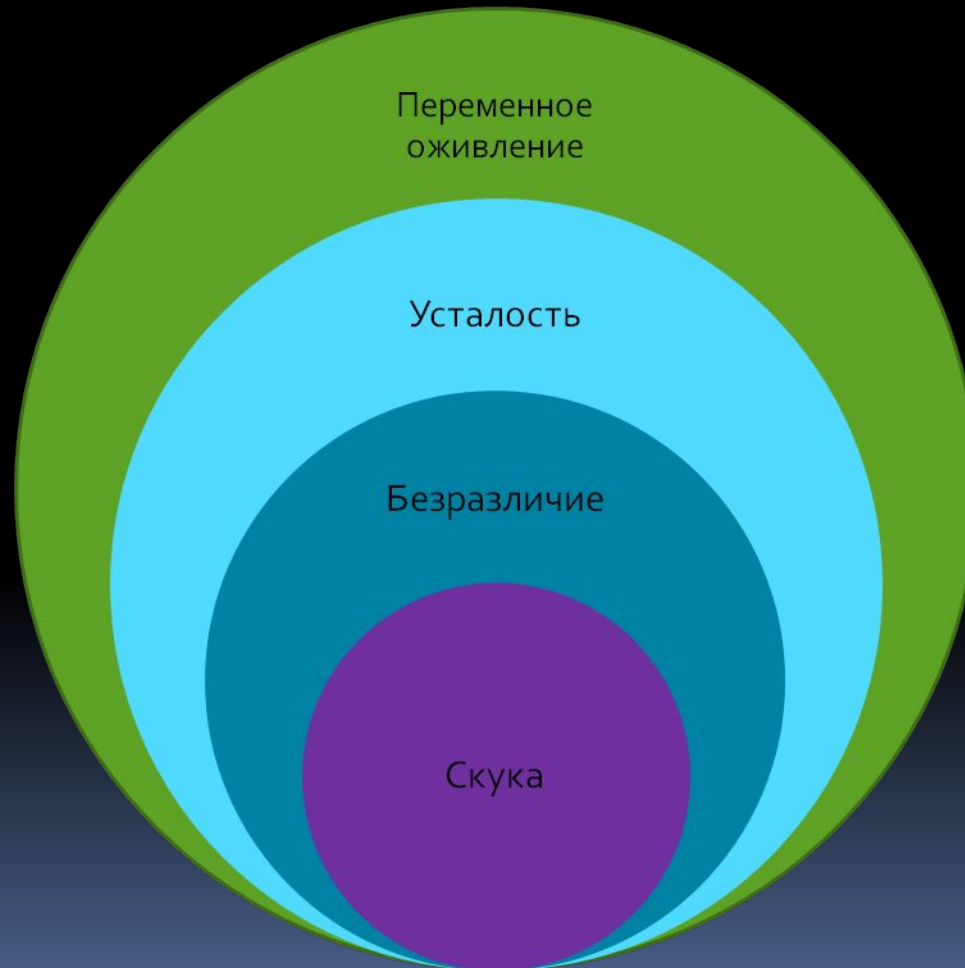 Переменное
оживление
Усталость
Безразличие
Скука